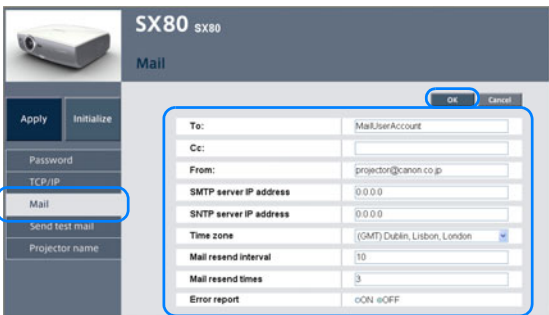 SX80 SX80
Mail
OK Cancel
Apply Initialize
Password
TCP/IP
Mail
Send test mail
Projector name
To: MailUserAccount
Cc:
From: projector@canon.co.jp
SMTP server IP address 0.0.0.0
SNTP server IP address 0.0.0.0
Time zone (GMT) Dublin, Lisbon, London
Mail resend interval 10
Mail resend times 3
Error report ON OFF